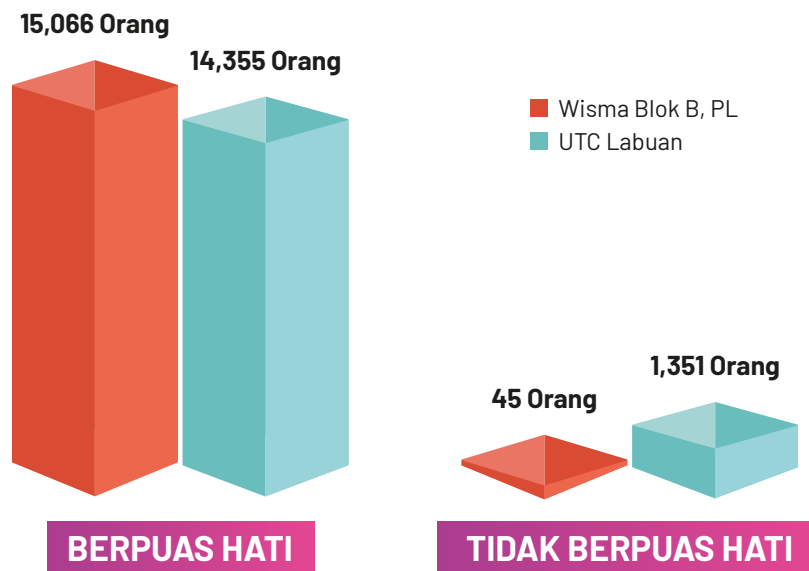 15,066 Orang
14,355 Orang
Wisma Blok B, PL
UTC Labuan
45 Orang
1,351 Orang
BERPUAS HATI
TIDAK BERPUAS HATI